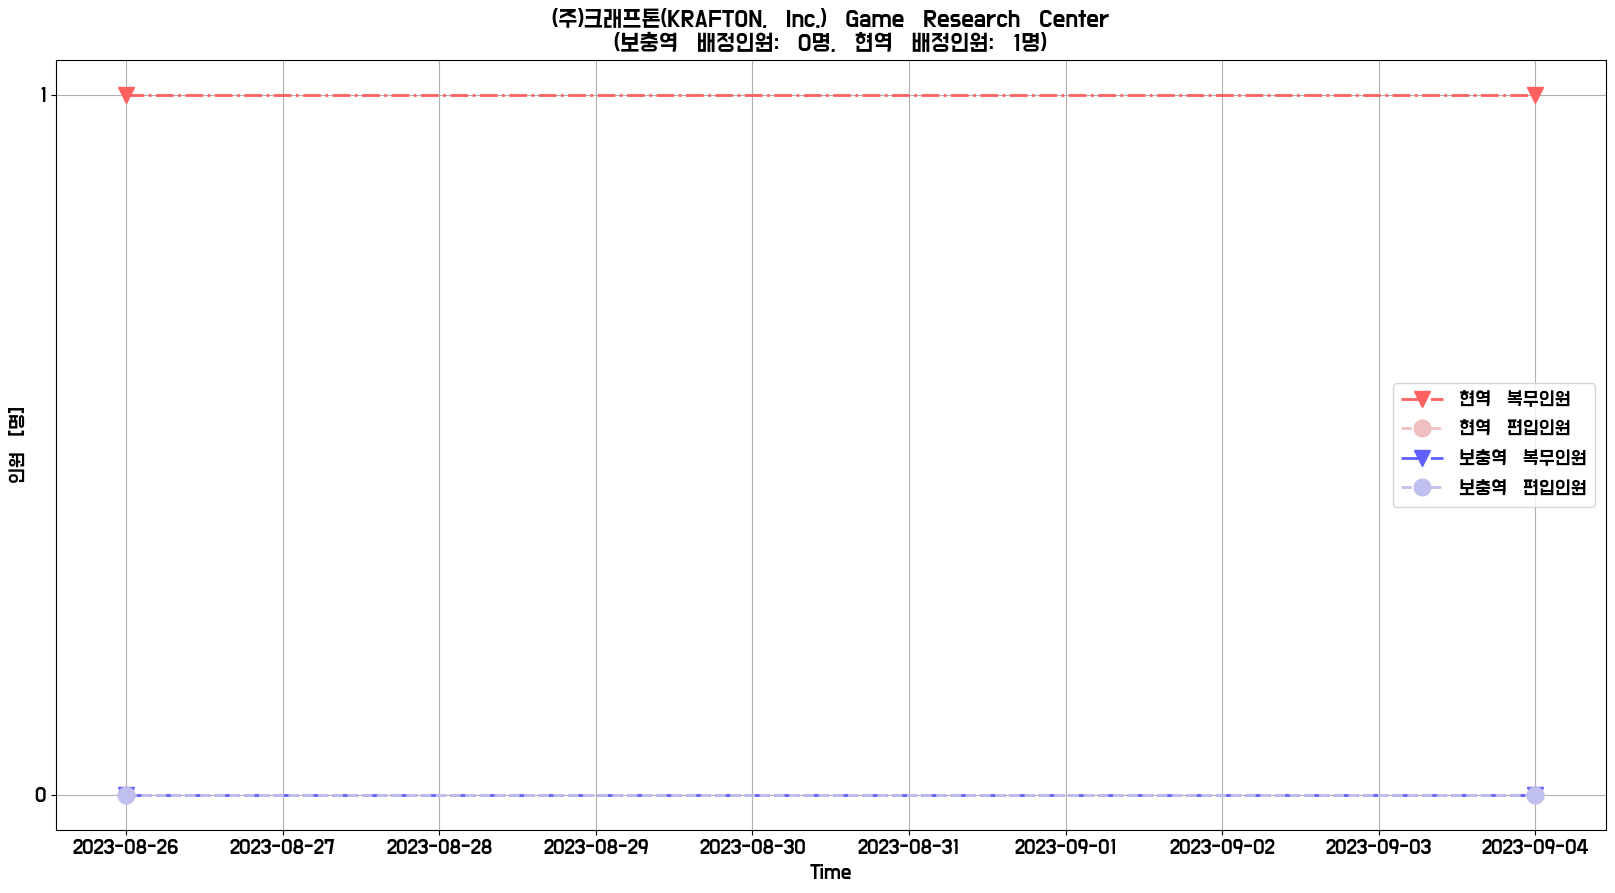 (주)크래프톤(KRAFTON, Inc.) Game Research Center
(보충역 배정인원: 0명, 현역 배정인원: 1명)
1
인원 [명]
현역 복무인원
현역 편입인원
보충역 복무인원
보충역 편입인원
0
2023-08-26 2023-08-27 2023-08-28 2023-08-29 2023-08-30 2023-08-31 2023-09-01 2023-09-02 2023-09-03 2023-09-04
Time